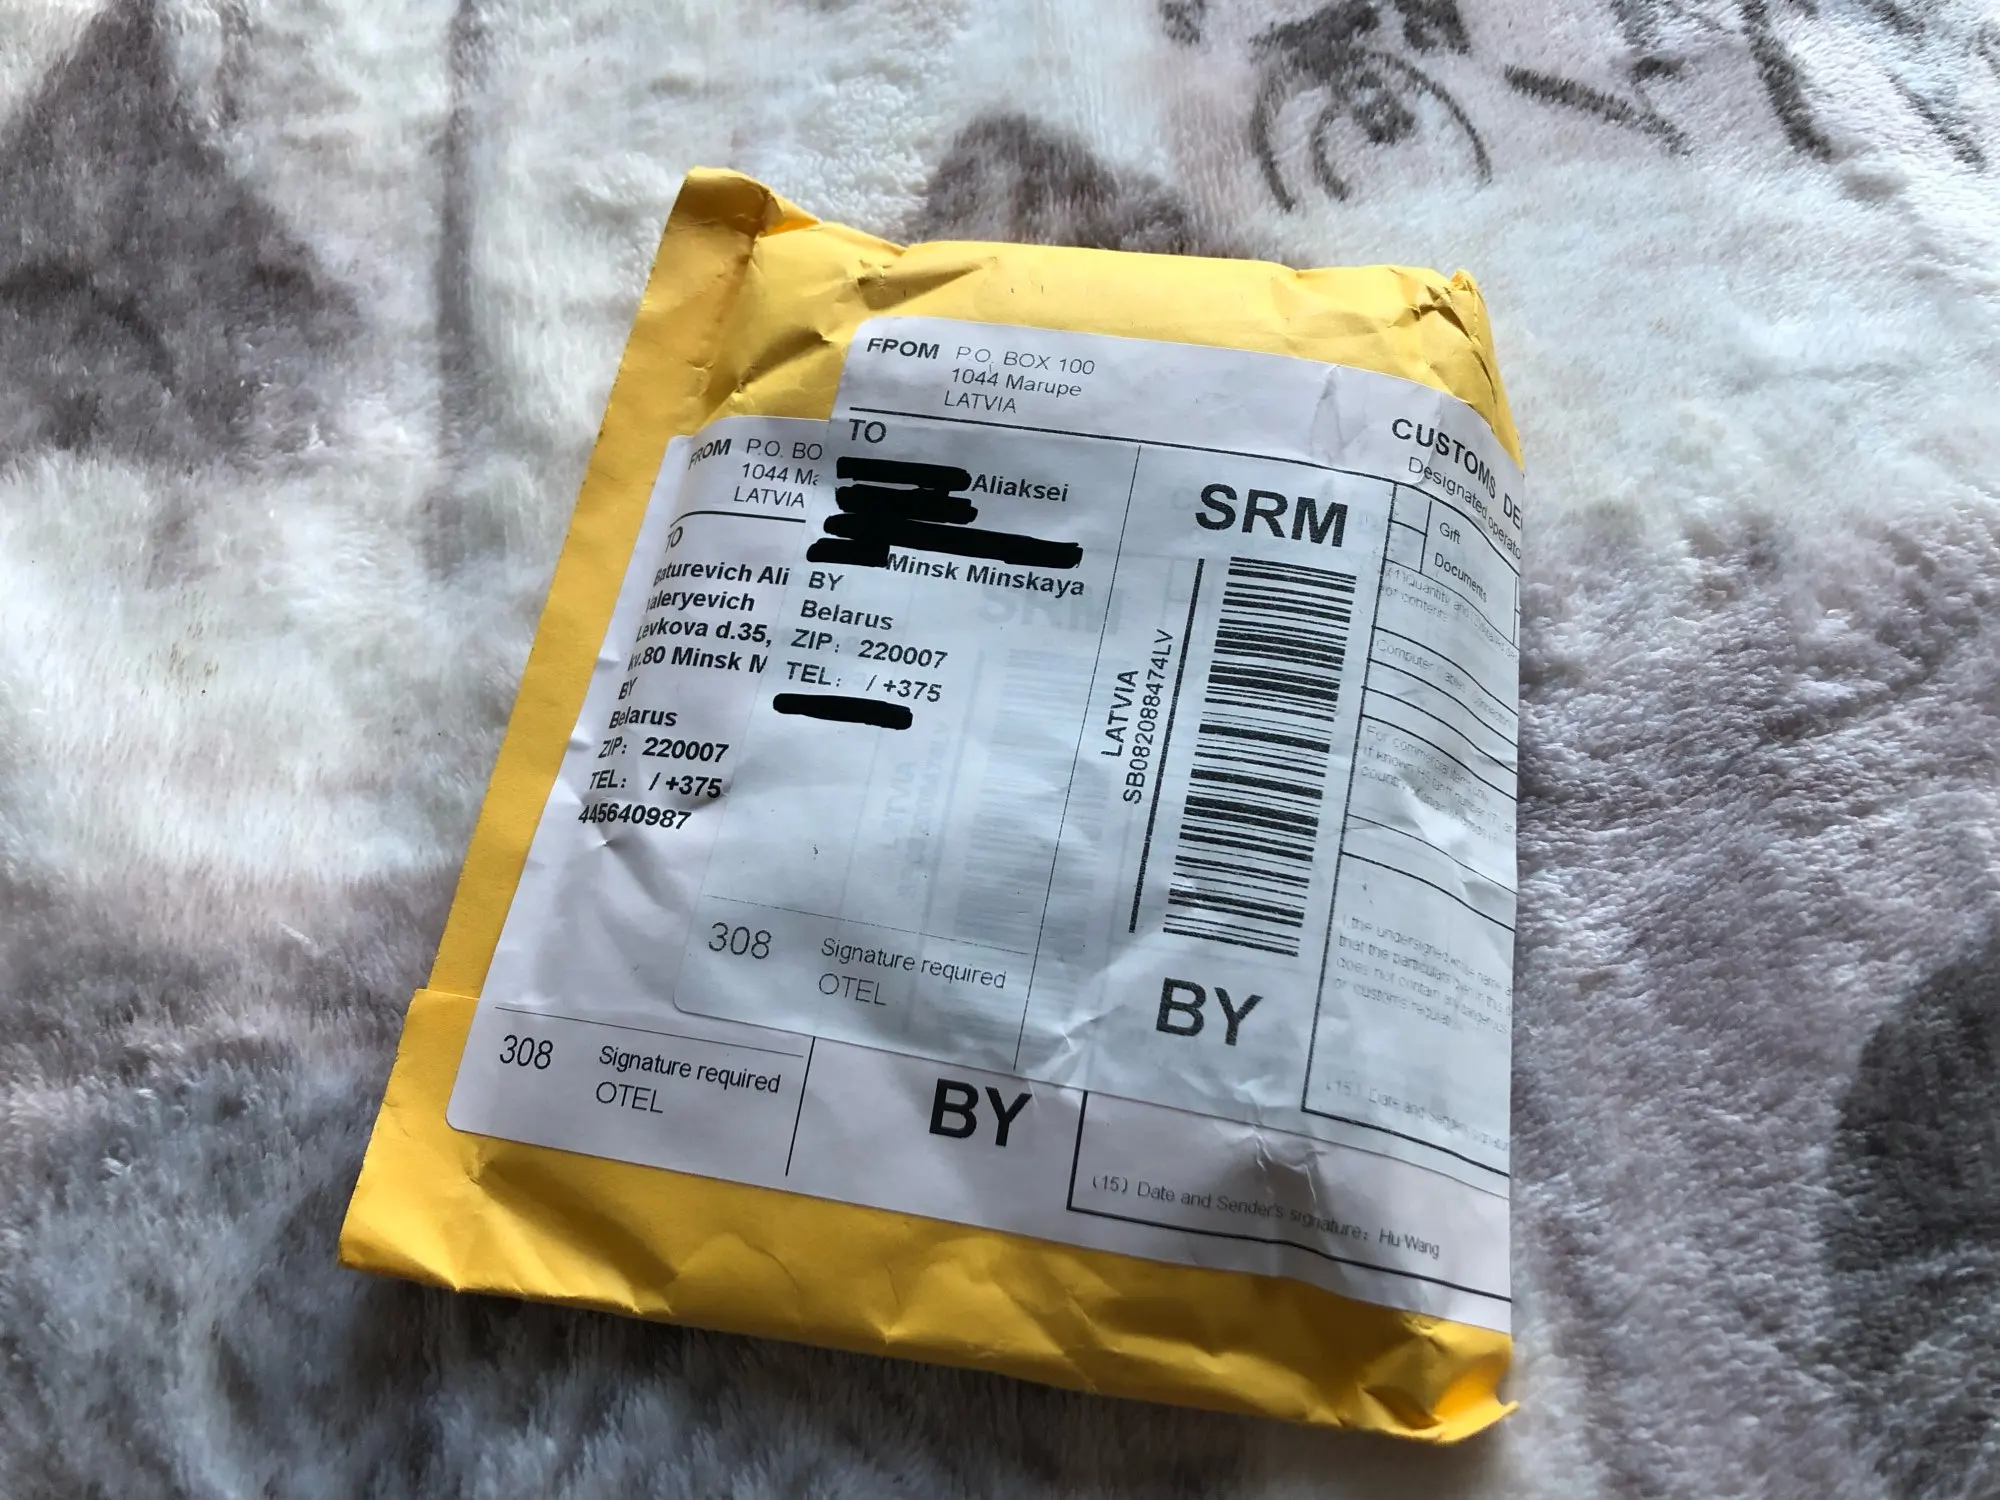 FROM P.O. BOX 100
1044 Marupe
LATVIA
TO
Aliaksei
Minsk Minskaya
BY
Belarus
ZIP: 220007
TEL: / +375
308
Signature required
OTEL
SRM
LATVIA
SB082088474LV
BY
CUSTOMS DE
Designated operato
Gift
Documents
FROM P.O. BO
1044 Ma
LATVIA
TO
aturevich Ali
aleryevich
Levkova d.35,
kv.80 Minsk M
BY
Belarus
ZIP: 220007
TEL: / +375
445640987
308
Signature required
OTEL
BY
(15) Date and Sender's signature: Hu Wang